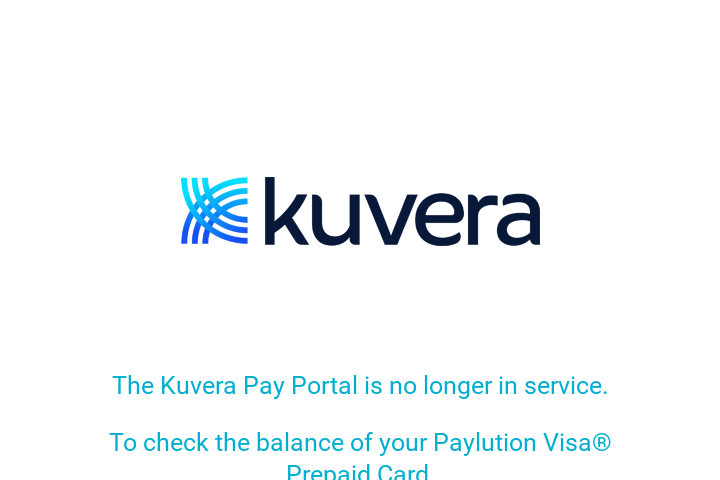 kuvera
The Kuvera Pay Portal is no longer in service.
To check the balance of your Paylution Visa®
Prepaid Card